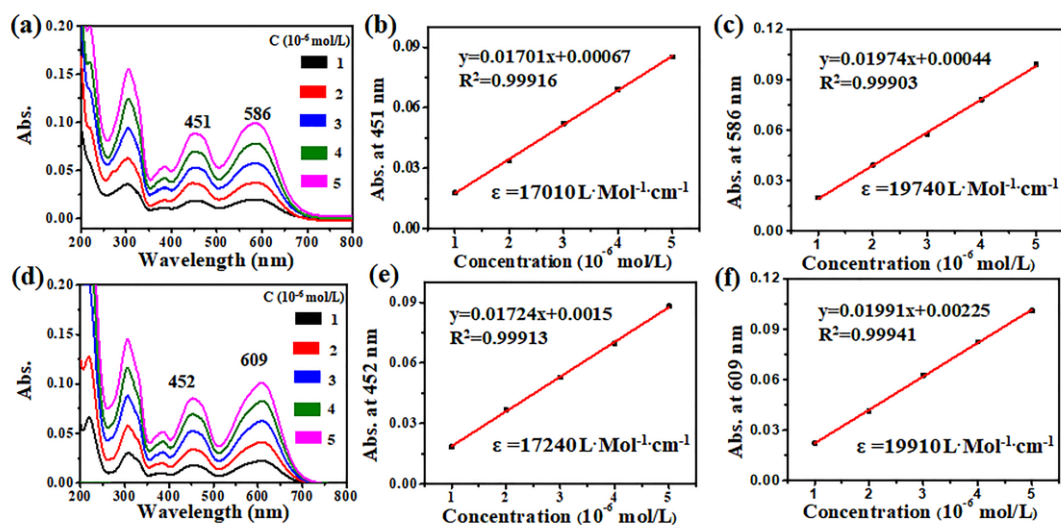 (a)
C (10⁻⁶ mol/L)
1
2
3
4
5
451
586
Abs.
0.20
0.15
0.10
0.05
0.00
200 300 400 500 600 700 800
Wavelength (nm)
(b)
y=0.01701x+0.00067
R²=0.99916
ε=17010 L·Mol⁻¹·cm⁻¹
Abs. at 451 nm
0.09
0.06
0.03
0.00
1 2 3 4 5
Concentration (10⁻⁶ mol/L)
(c)
y=0.01974x+0.00044
R²=0.99903
ε=19740 L·Mol⁻¹·cm⁻¹
Abs. at 586 nm
0.12
0.09
0.06
0.03
0.00
1 2 3 4 5
Concentration (10⁻⁶ mol/L)
(d)
C (10⁻⁶ mol/L)
1
2
3
4
5
452
609
Abs.
0.20
0.15
0.10
0.05
0.00
200 300 400 500 600 700 800
Wavelength (nm)
(e)
y=0.01724x+0.0015
R²=0.99913
ε=17240 L·Mol⁻¹·cm⁻¹
Abs. at 452 nm
0.09
0.06
0.03
0.00
1 2 3 4 5
Concentration (10⁻⁶ mol/L)
(f)
y=0.01991x+0.00225
R²=0.99941
ε=19910 L·Mol⁻¹·cm⁻¹
Abs. at 609 nm
0.12
0.09
0.06
0.03
0.00
1 2 3 4 5
Concentration (10⁻⁶ mol/L)